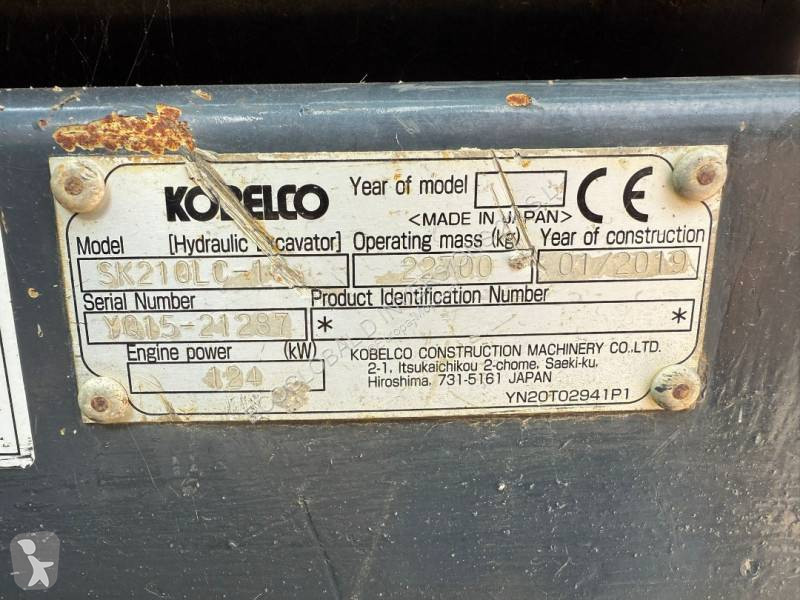 KOBELCO Year of model CE
<MADE IN JAPAN>
Model [Hydraulic Excavator] Operating mass (kg) Year of construction
22700 01/2019
Serial Number Product Identification Number
YQ15-21287 * *
Engine power (kW)
124
KOBELCO CONSTRUCTION MACHINERY CO.,LTD.
2-1, Itsukaichikou 2-chome, Saeki-ku,
Hiroshima, 731-5161 JAPAN
YN20T02941P1